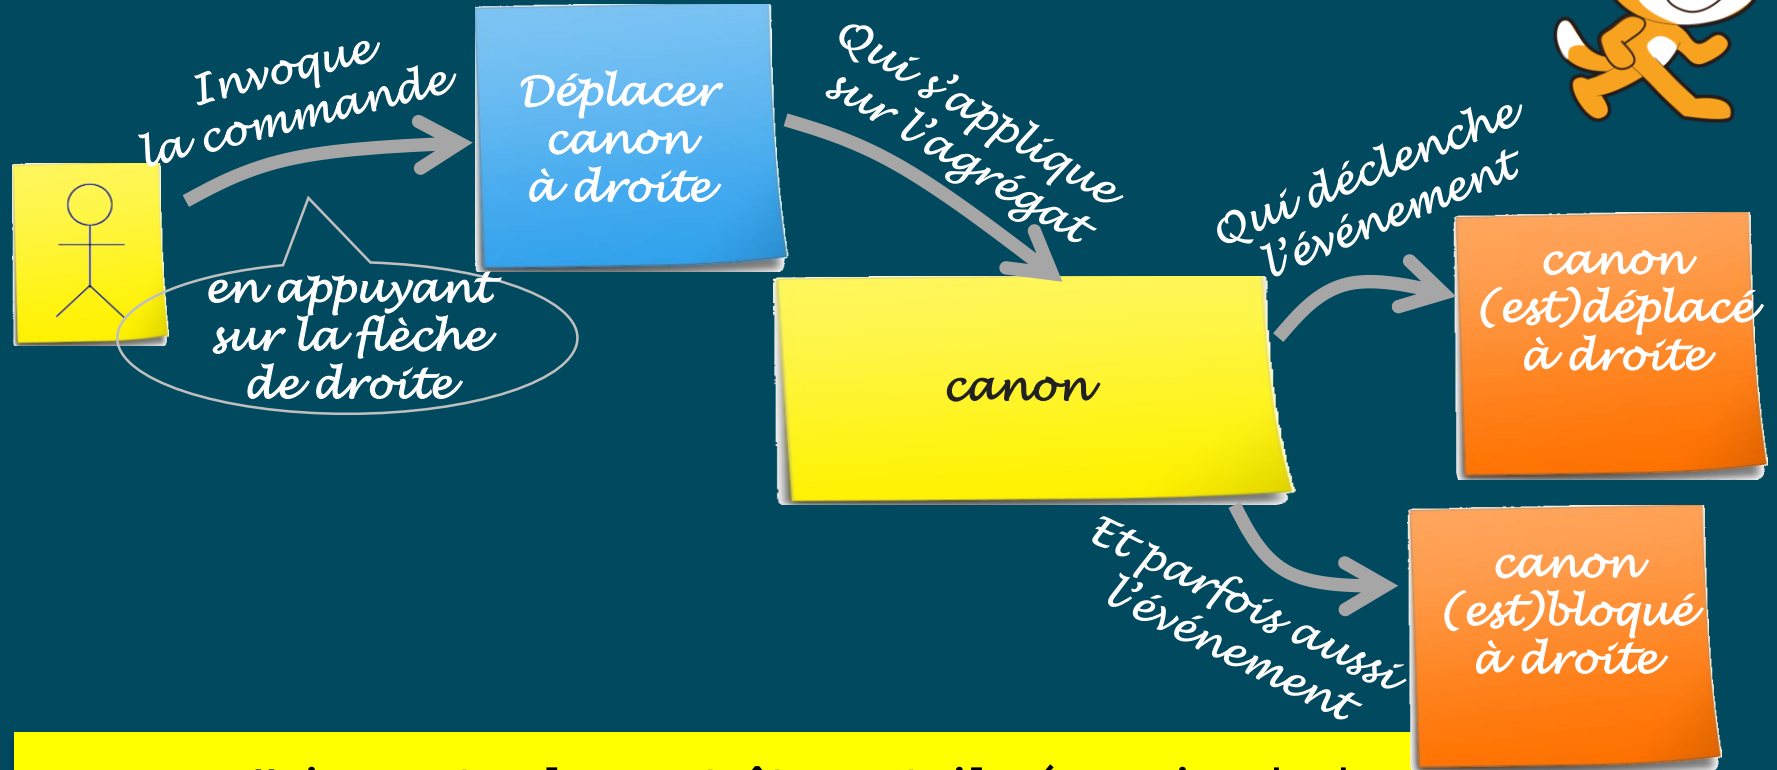 Invoque
la commande
en appuyant
sur la flèche
de droite
Déplacer
canon
à droite
Qui s'applique
sur l'agrégat
canon
Qui déclenche
l'événement
canon
(est)déplacé
à droite
Et parfois aussi
l'événement
canon
(est)bloqué
à droite